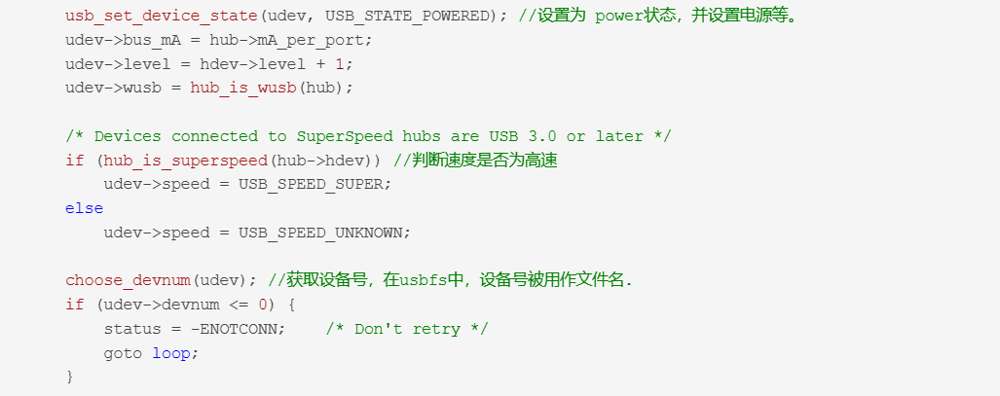 usb_set_device_state(udev, USB_STATE_POWERED); //设置为 power状态，并设置电源等。
udev->bus_mA = hub->mA_per_port;
udev->level = hdev->level + 1;
udev->wusb = hub_is_wusb(hub);

/* Devices connected to SuperSpeed hubs are USB 3.0 or later */
if (hub_is_superspeed(hub->hdev)) //判断速度是否为高速
    udev->speed = USB_SPEED_SUPER;
else
    udev->speed = USB_SPEED_UNKNOWN;

choose_devnum(udev); //获取设备号，在usbfs中，设备号被用作文件名.
if (udev->devnum <= 0) {
    status = -ENOTCONN;    /* Don't retry */
    goto loop;
}